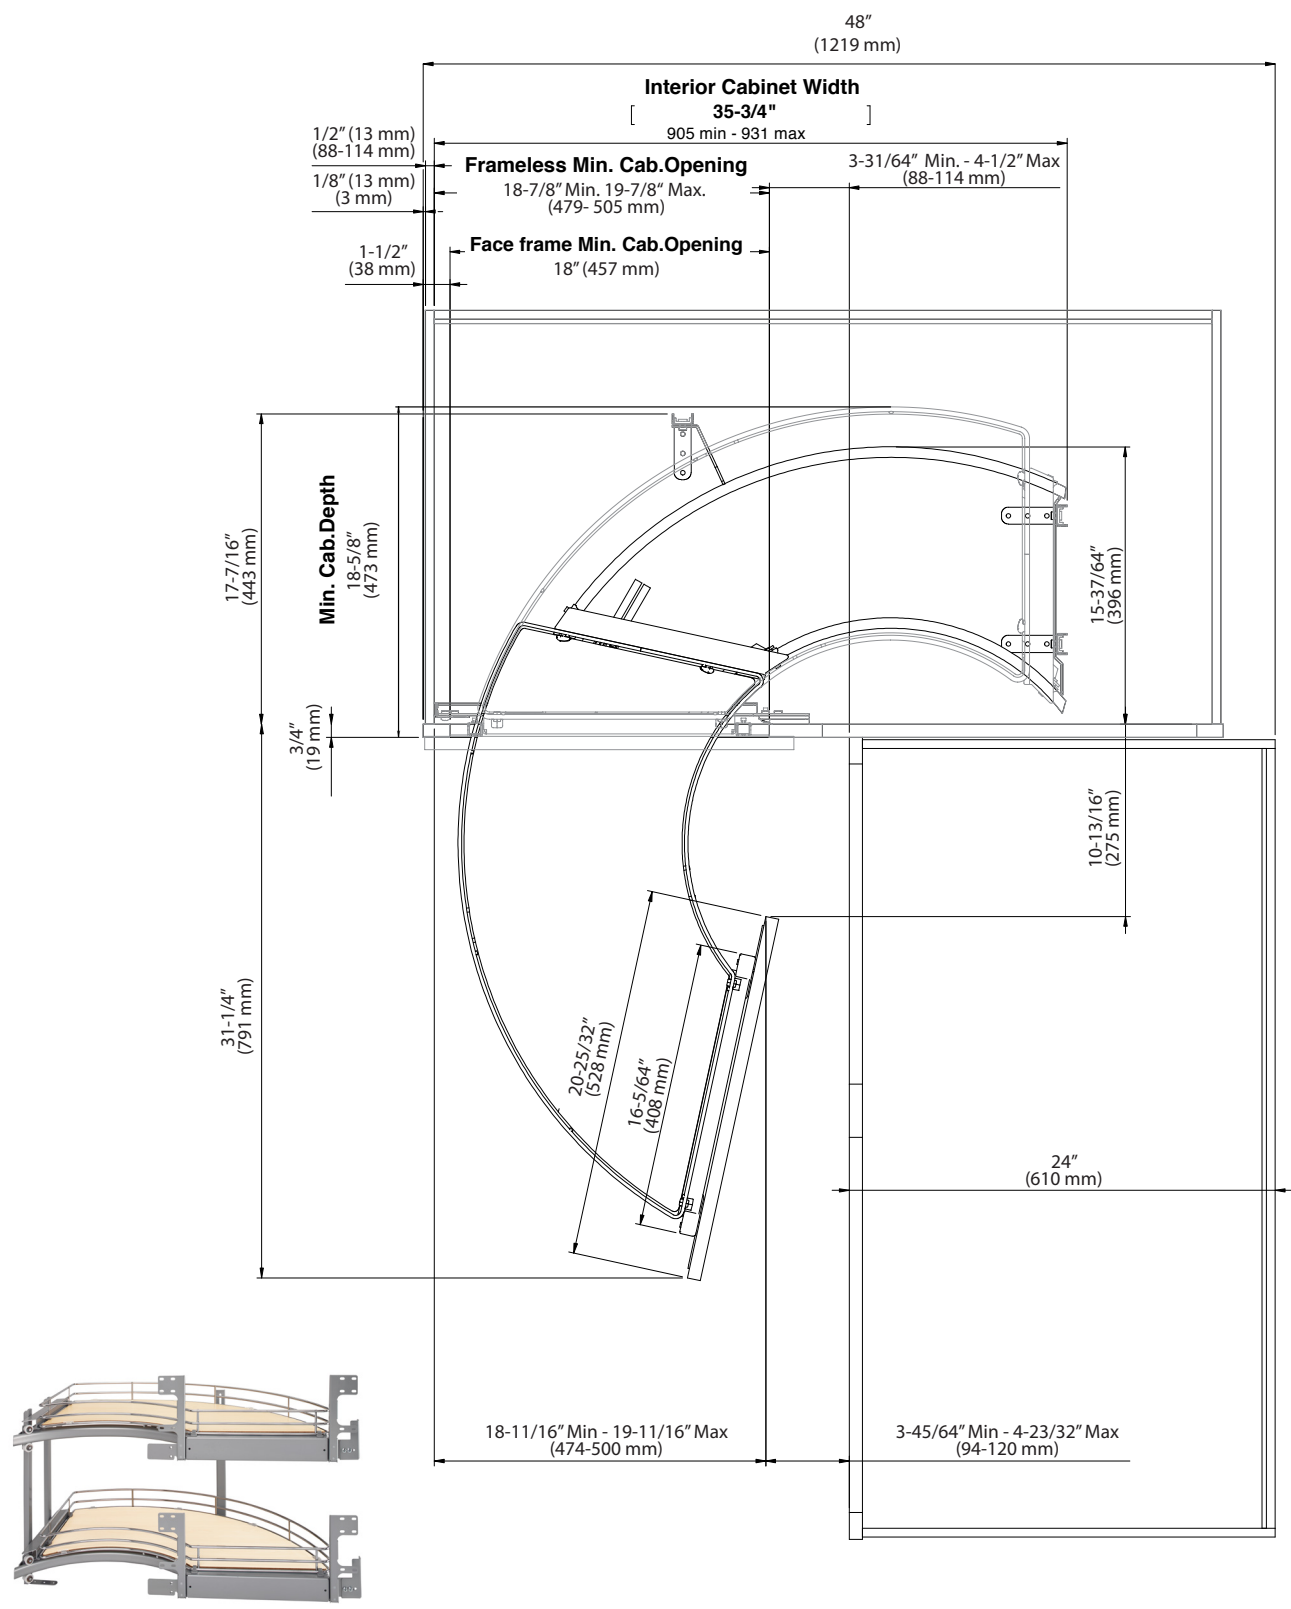 48”
(1219 mm)
Interior Cabinet Width
[ 35-3/4" ]
905 min - 931 max
1/2” (13 mm)
(88-114 mm)
Frameless Min. Cab.Opening
18-7/8” Min. 19-7/8“ Max.
(479- 505 mm)
3-31/64” Min. - 4-1/2” Max
(88-114 mm)
1/8” (13 mm)
(3 mm)
Face frame Min. Cab.Opening
18” (457 mm)
1-1/2”
(38 mm)
17-7/16”
(443 mm)
Min. Cab.Depth
18-5/8”
(473 mm)
15-37/64”
(396 mm)
3/4”
(19 mm)
10-13/16”
(275 mm)
31-1/4”
(791 mm)
20-25/32”
(528 mm)
16-5/64”
(408 mm)
24”
(610 mm)
18-11/16” Min - 19-11/16” Max
(474-500 mm)
3-45/64” Min - 4-23/32” Max
(94-120 mm)